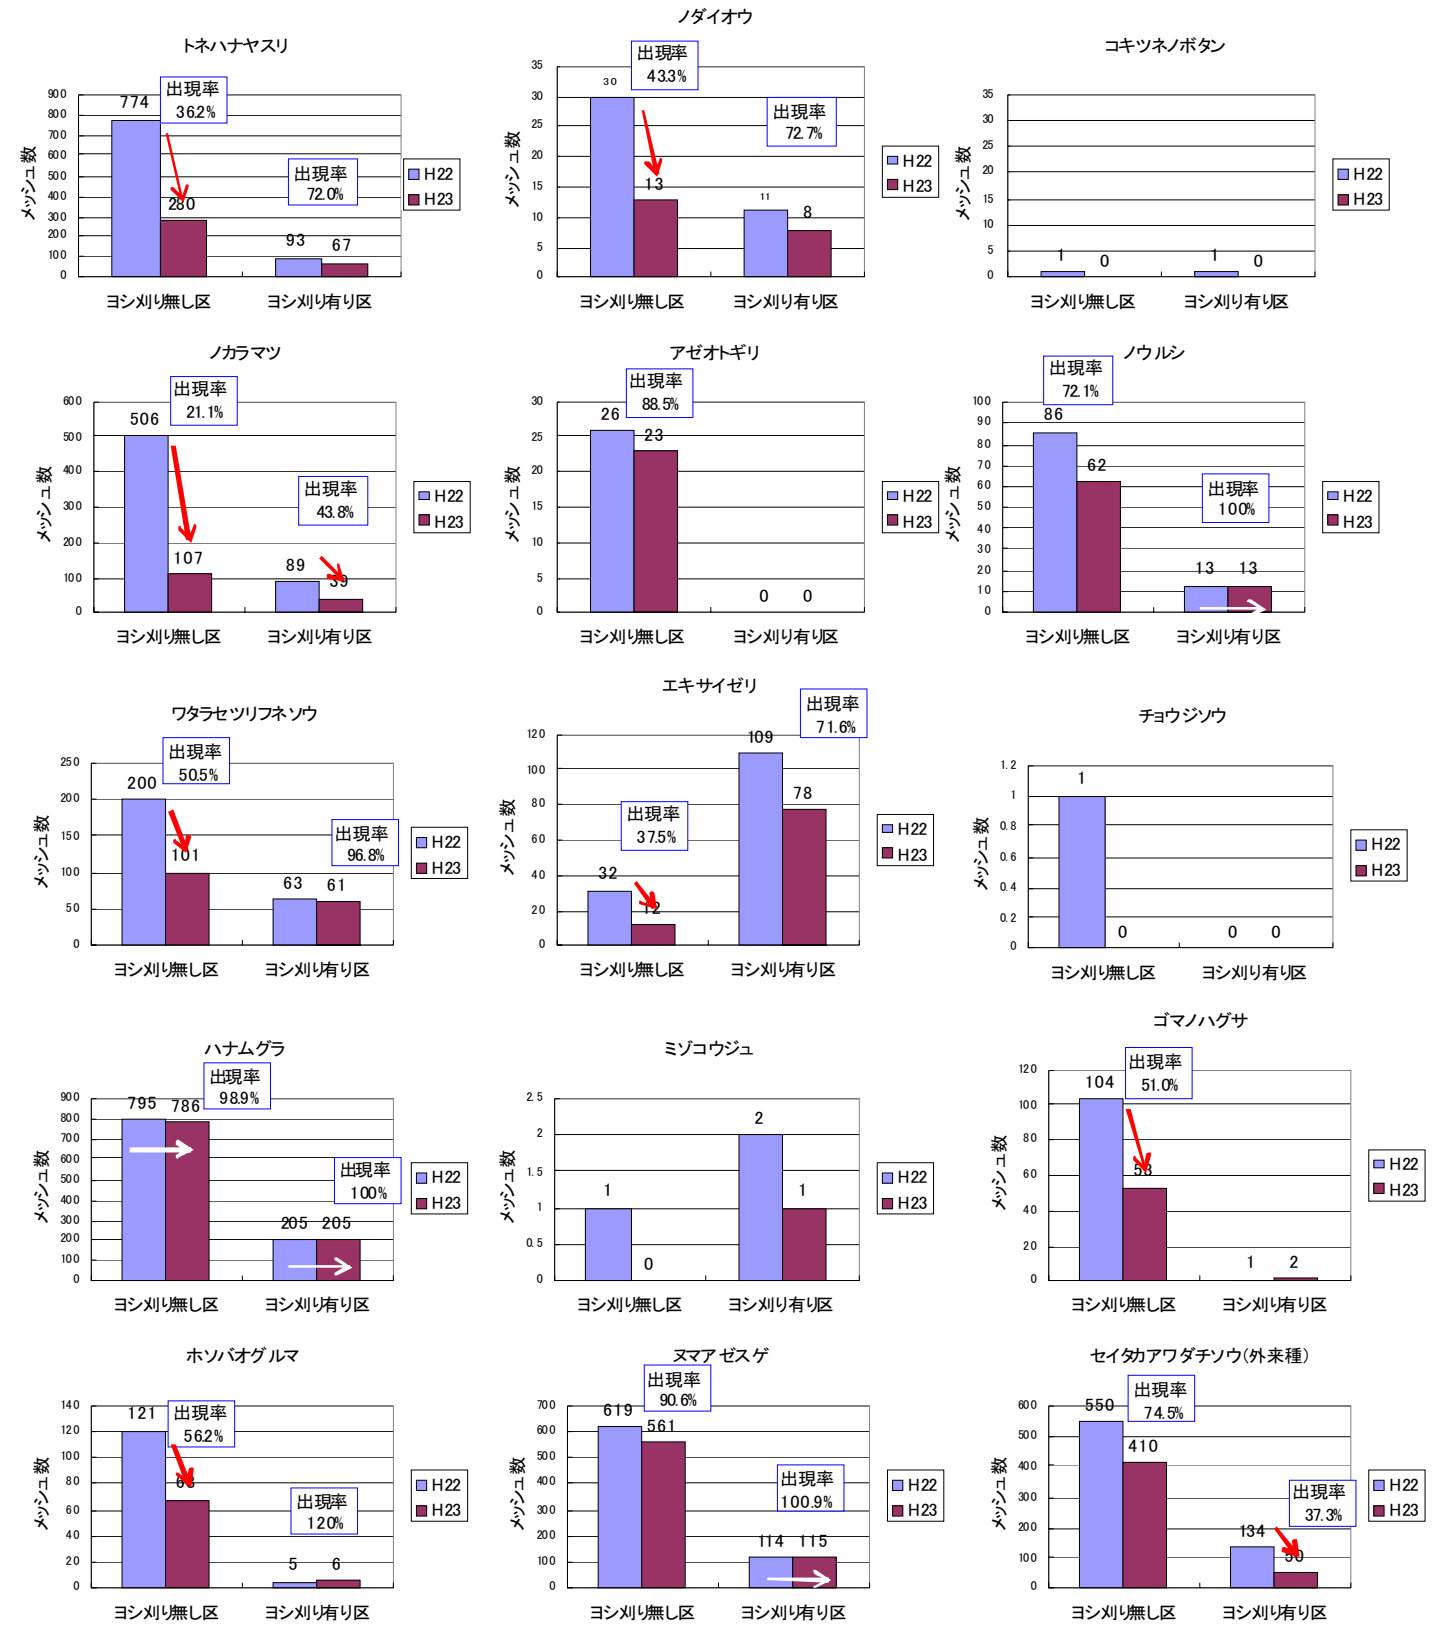 トネハナヤスリ
出現率
36.2%
出現率
72.0%
メッシュ数
900
800
700
600
500
400
300
200
100
0
774
280
93
67
ヨシ刈り無し区
ヨシ刈り有り区
H22
H23
ノダイオウ
出現率
43.3%
出現率
72.7%
メッシュ数
35
30
25
20
15
10
5
0
30
13
11
8
ヨシ刈り無し区
ヨシ刈り有り区
H22
H23
コキツネノボタン
メッシュ数
35
30
25
20
15
10
5
0
1
0
1
0
ヨシ刈り無し区
ヨシ刈り有り区
H22
H23
ノカラマツ
出現率
21.1%
出現率
43.8%
メッシュ数
600
500
400
300
200
100
0
506
107
89
39
ヨシ刈り無し区
ヨシ刈り有り区
H22
H23
アゼオトギリ
出現率
88.5%
メッシュ数
30
25
20
15
10
5
0
26
23
0
0
ヨシ刈り無し区
ヨシ刈り有り区
H22
H23
ノウルシ
出現率
72.1%
出現率
100%
メッシュ数
100
90
80
70
60
50
40
30
20
10
0
86
62
13
13
ヨシ刈り無し区
ヨシ刈り有り区
H22
H23
ワタラセツリフネソウ
出現率
50.5%
出現率
96.8%
メッシュ数
250
200
150
100
50
0
200
101
63
61
ヨシ刈り無し区
ヨシ刈り有り区
H22
H23
エキサイゼリ
出現率
71.6%
出現率
37.5%
メッシュ数
120
100
80
60
40
20
0
32
12
109
78
ヨシ刈り無し区
ヨシ刈り有り区
H22
H23
チョウジソウ
メッシュ数
1.2
1
0.8
0.6
0.4
0.2
0
1
0
0
0
ヨシ刈り無し区
ヨシ刈り有り区
H22
H23
ハナムグラ
出現率
98.9%
出現率
100%
メッシュ数
900
800
700
600
500
400
300
200
100
0
795
786
205
205
ヨシ刈り無し区
ヨシ刈り有り区
H22
H23
ミゾコウジュ
メッシュ数
2.5
2
1.5
1
0.5
0
1
0
2
1
ヨシ刈り無し区
ヨシ刈り有り区
H22
H23
ゴマノハグサ
出現率
51.0%
メッシュ数
120
100
80
60
40
20
0
104
53
1
2
ヨシ刈り無し区
ヨシ刈り有り区
H22
H23
ホソバオグルマ
出現率
56.2%
出現率
120%
メッシュ数
140
120
100
80
60
40
20
0
121
68
5
6
ヨシ刈り無し区
ヨシ刈り有り区
H22
H23
ヌマアゼスゲ
出現率
90.6%
出現率
100.9%
メッシュ数
700
600
500
400
300
200
100
0
619
561
114
115
ヨシ刈り無し区
ヨシ刈り有り区
H22
H23
セイタカアワダチソウ(外来種)
出現率
74.5%
出現率
37.3%
メッシュ数
600
500
400
300
200
100
0
550
410
134
50
ヨシ刈り無し区
ヨシ刈り有り区
H22
H23